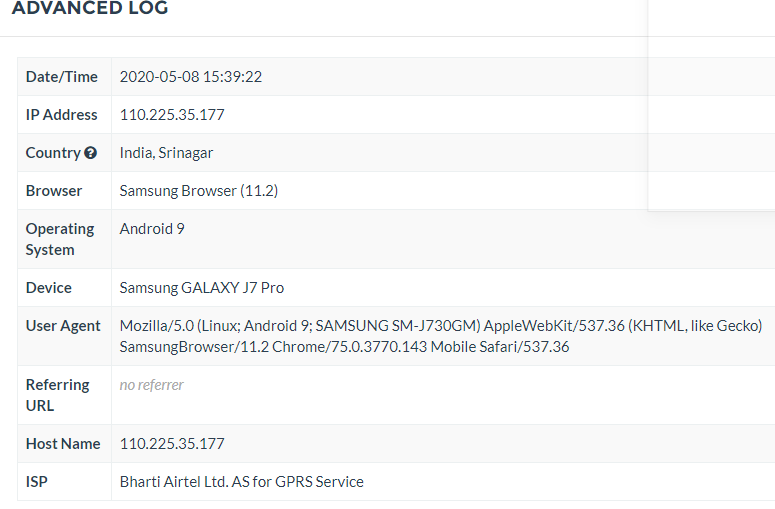 ADVANCED LOG
Date/Time 2020-05-08 15:39:22
IP Address 110.225.35.177
Country India, Srinagar
Browser Samsung Browser (11.2)
Operating System Android 9
Device Samsung GALAXY J7 Pro
User Agent Mozilla/5.0 (Linux; Android 9; SAMSUNG SM-J730GM) AppleWebKit/537.36 (KHTML, like Gecko)
SamsungBrowser/11.2 Chrome/75.0.3770.143 Mobile Safari/537.36
Referring URL no referrer
Host Name 110.225.35.177
ISP Bharti Airtel Ltd. AS for GPRS Service